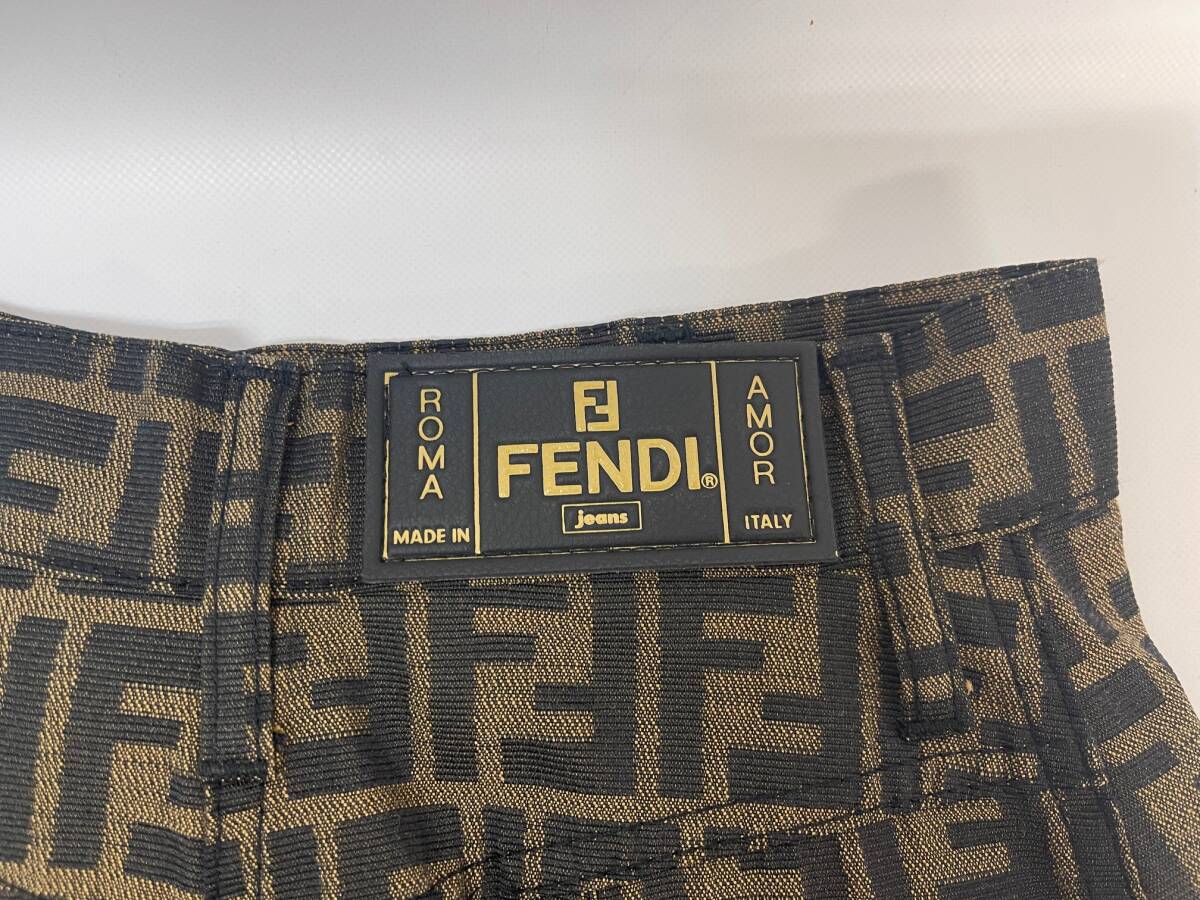 ROMA
MADE IN
FF
FENDI®
jeans
AMOR
ITALY